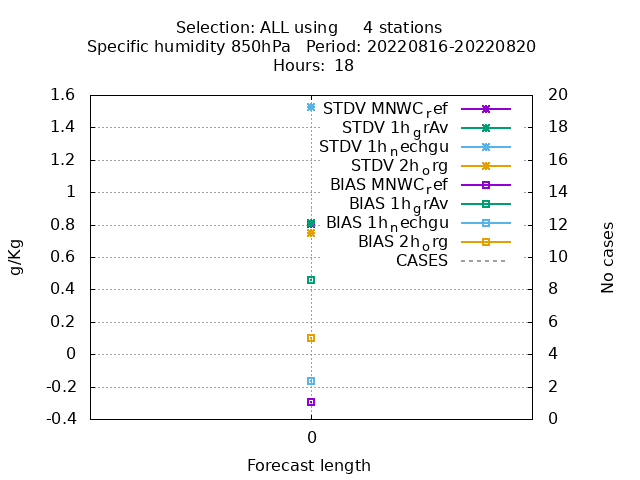 Selection: ALL using     4 stations
Specific humidity 850hPa   Period: 20220816-20220820
Hours: 18
1.6
1.4
1.2
1
0.8
0.6
0.4
0.2
0
-0.2
-0.4
g/Kg
STDV MNWC_ref
STDV 1h_grAv
STDV 1h_nechgu
STDV 2h_org
BIAS MNWC_ref
BIAS 1h_grAv
BIAS 1h_nechgu
BIAS 2h_org
CASES
20
18
16
14
12
10
8
6
4
2
0
No cases
0
Forecast length